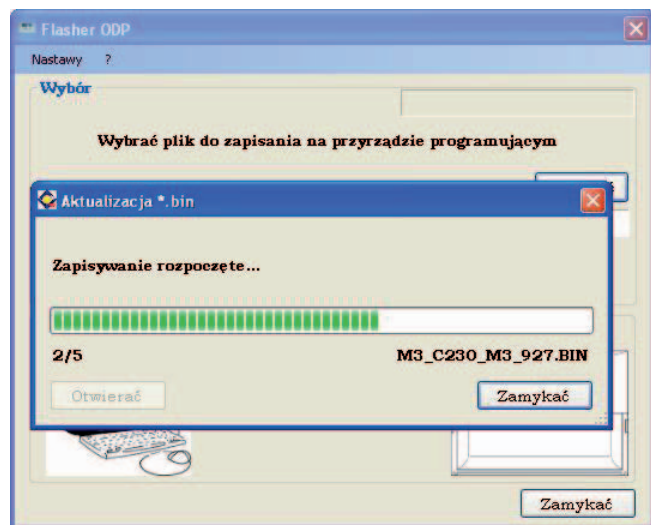 Flasher ODP
Nastawy ?
Wybór
Wybrać plik do zapisania na przyrządzie programującym
Aktualizacja *.bin
Zapisywanie rozpoczęte...
2/5 M3_C230_M3_927.BIN
Otwierać Zamykać
Zamykać